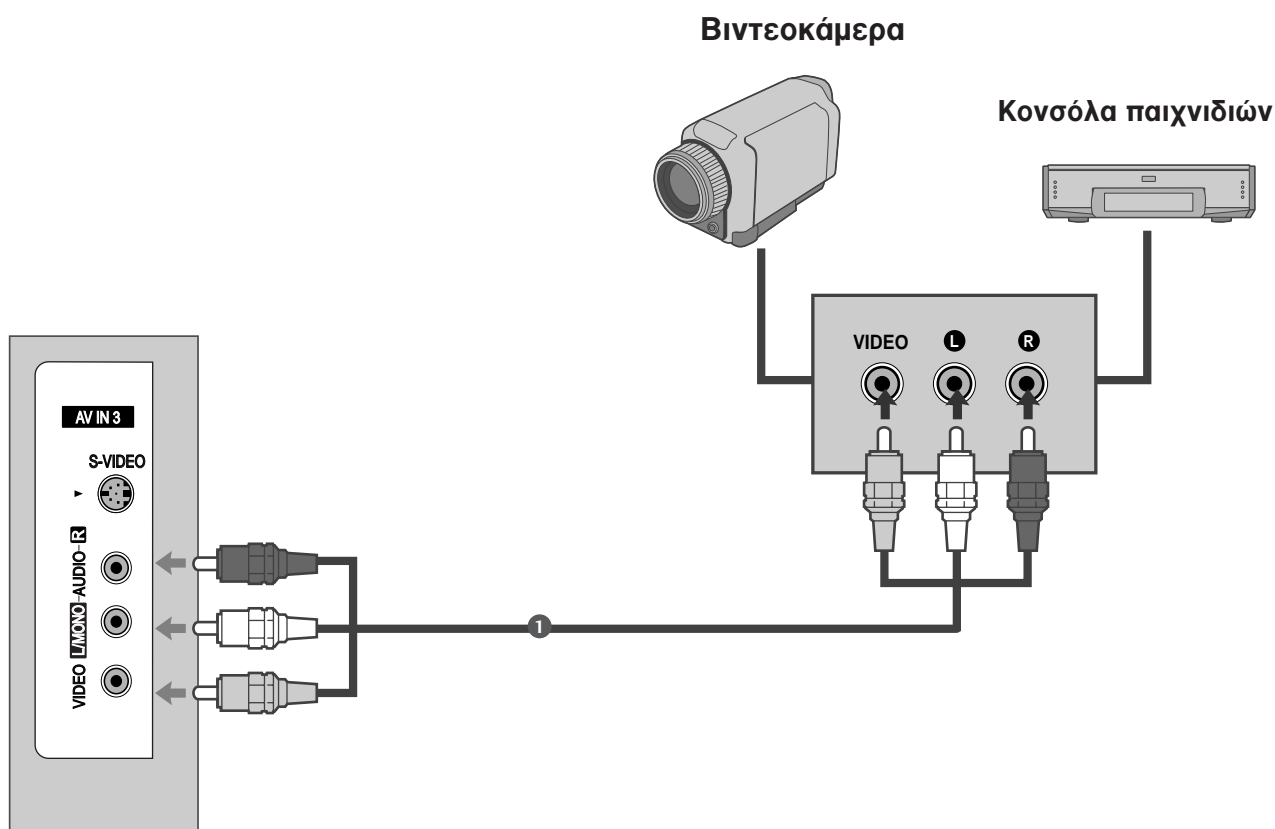 Βιντεοκάμερα
Κονσόλα παιχνιδιών
VIDEO L R
AV IN 3
S-VIDEO
VIDEO L/MONO AUDIO R
1